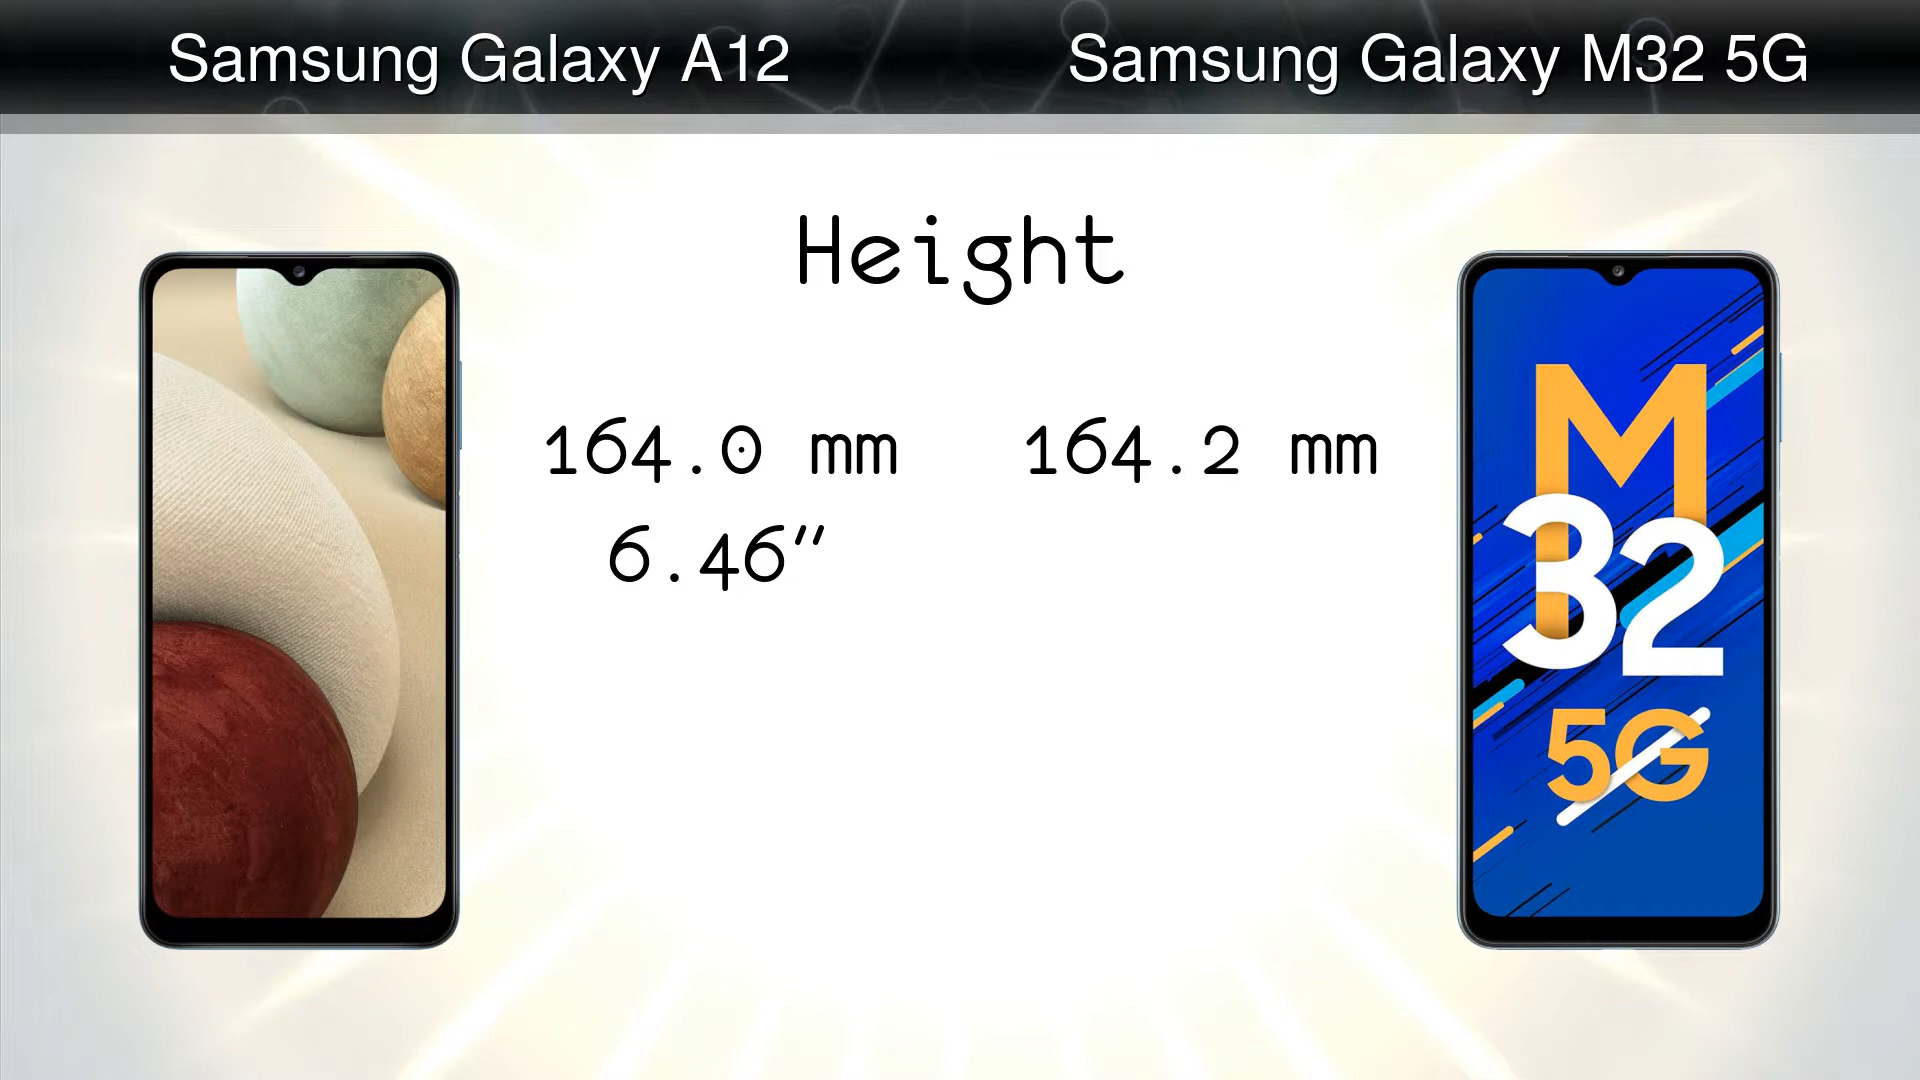 Samsung Galaxy A12
Samsung Galaxy M32 5G
Height
164.0 mm
164.2 mm
6.46"
M
32
5G